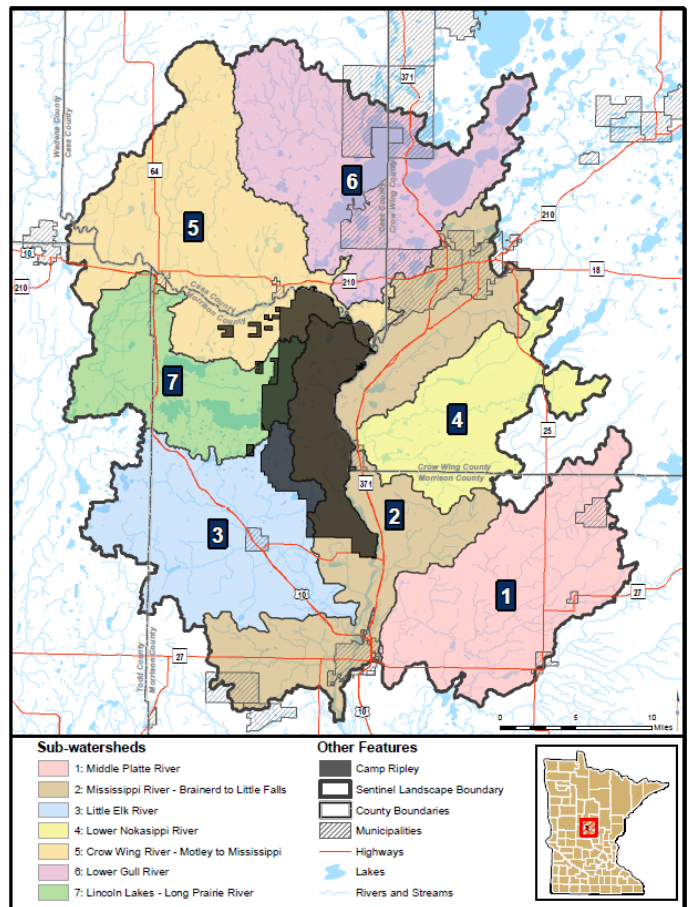 371
Wadena County
Cass County
6
64
Cass County
Crow Wing County
210
5
10
210
210
18
Cass County
Morrison County
7
4
25
Crow Wing County
Morrison County
371
2
3
1
10
27
27
Todd County
Morrison County
10
0 5 10
Miles
Sub-watersheds
1: Middle Platte River
2: Mississippi River - Brainerd to Little Falls
3: Little Elk River
4: Lower Nokasippi River
5: Crow Wing River - Motley to Mississippi
6: Lower Gull River
7: Lincoln Lakes - Long Prairie River
Other Features
Camp Ripley
Sentinel Landscape Boundary
County Boundaries
Municipalities
Highways
Lakes
Rivers and Streams